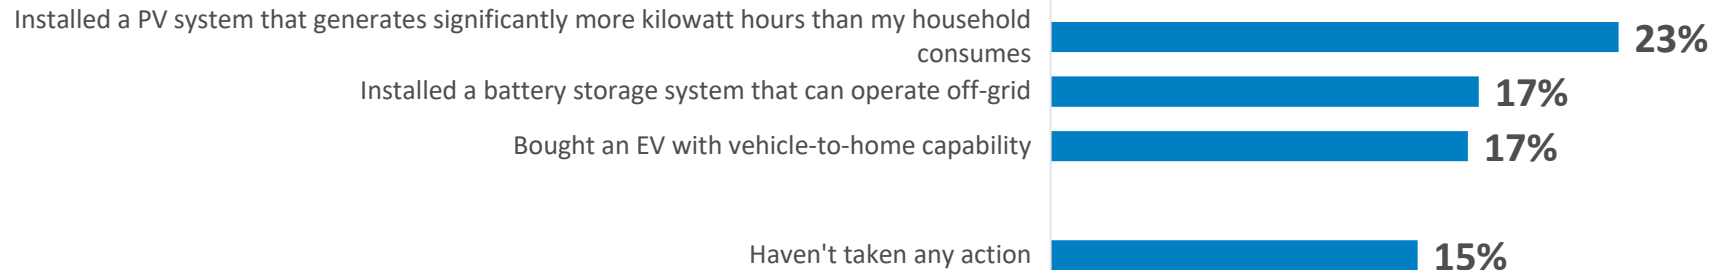 Installed a PV system that generates significantly more kilowatt hours than my household
consumes
23%
Installed a battery storage system that can operate off-grid
17%
Bought an EV with vehicle-to-home capability
17%
Haven't taken any action
15%